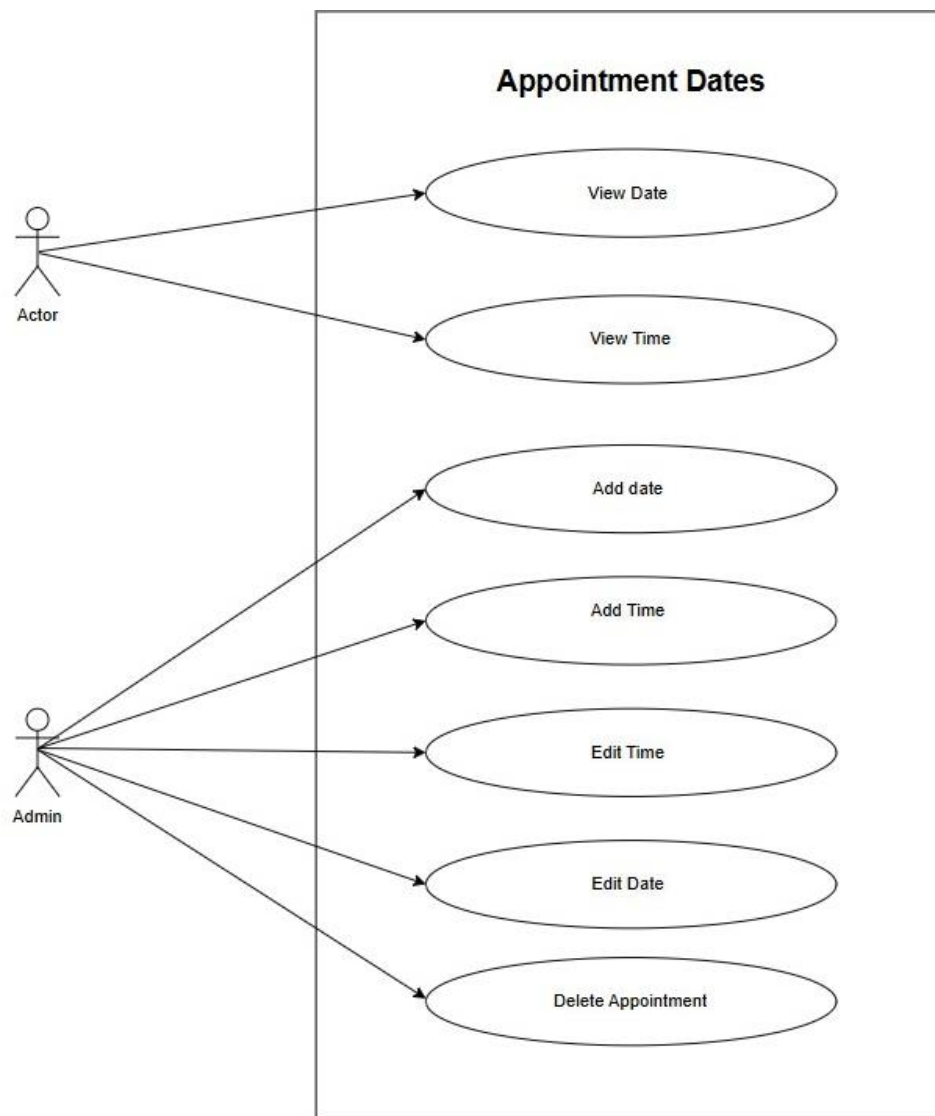 Appointment Dates
View Date
Actor
View Time
Add date
Add Time
Edit Time
Admin
Edit Date
Delete Appointment